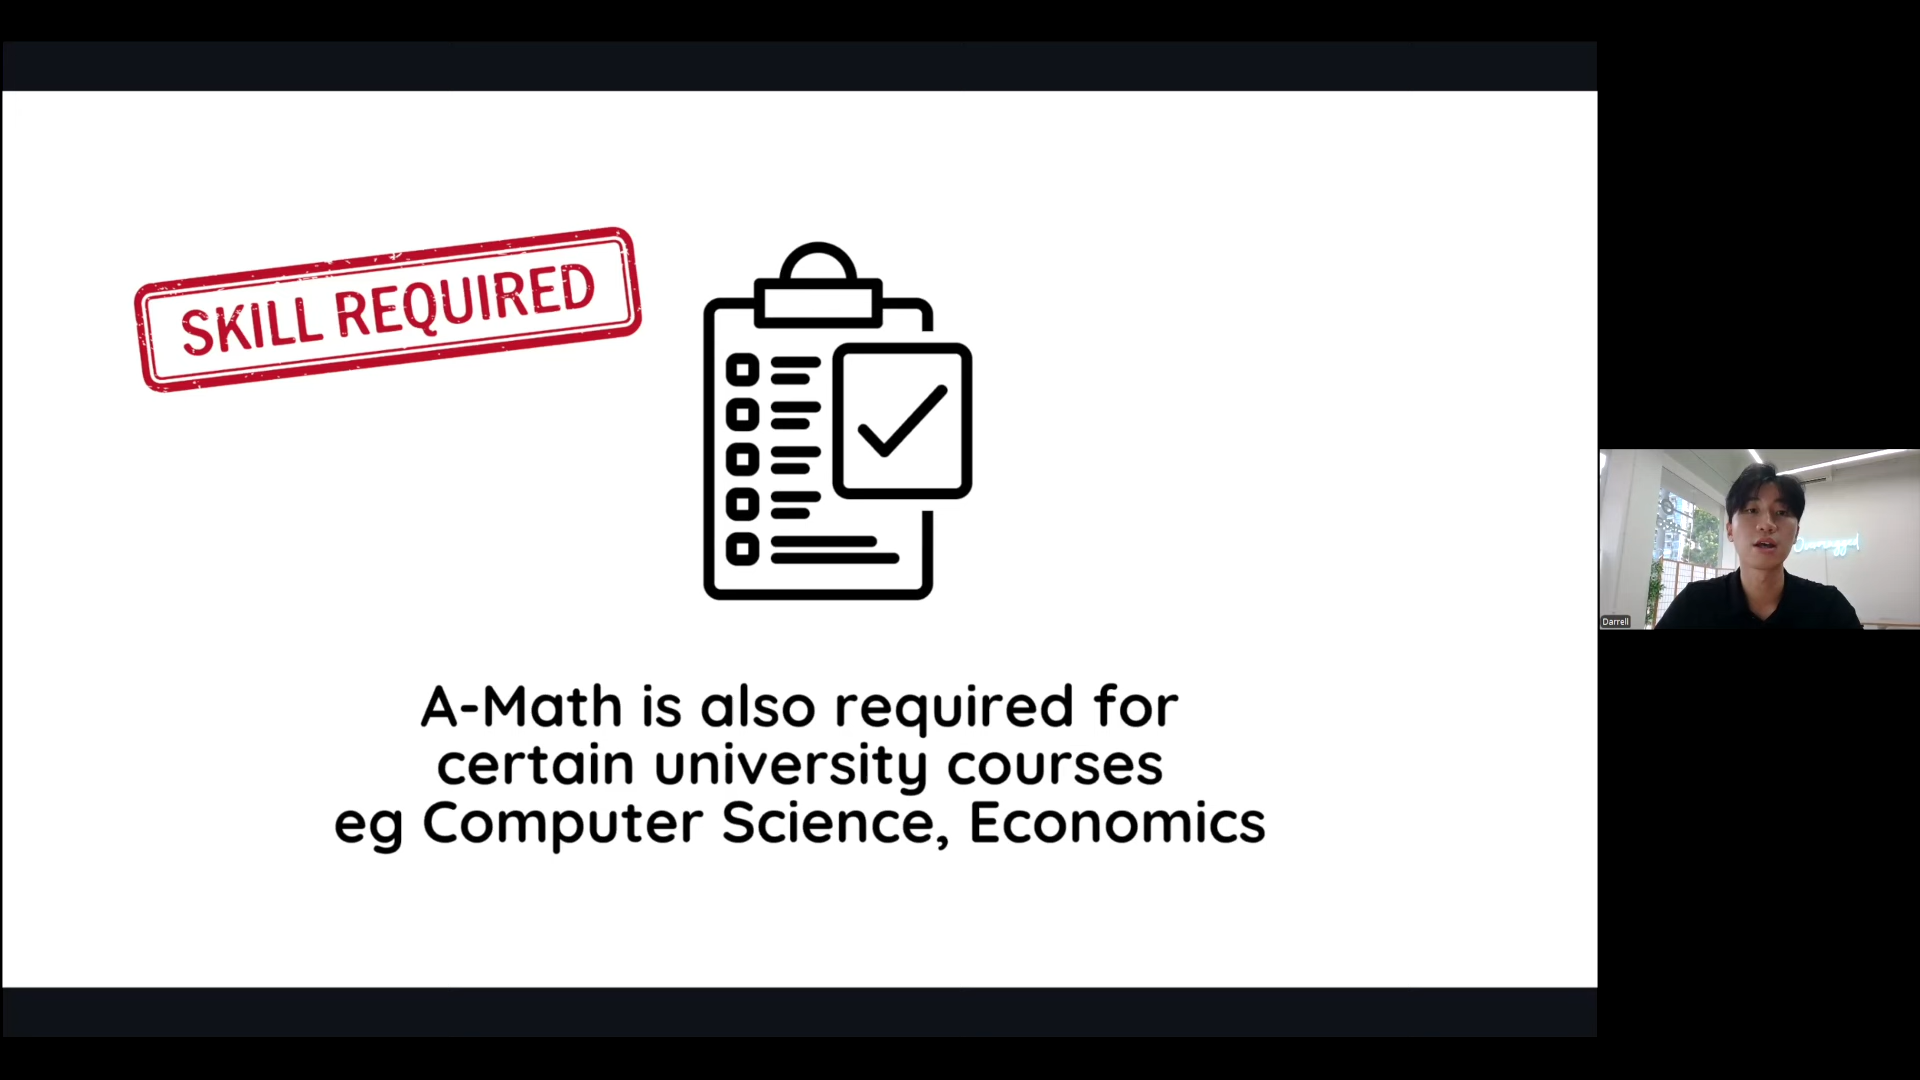 SKILL REQUIRED
A-Math is also required for
certain university courses
eg Computer Science, Economics
Darrell